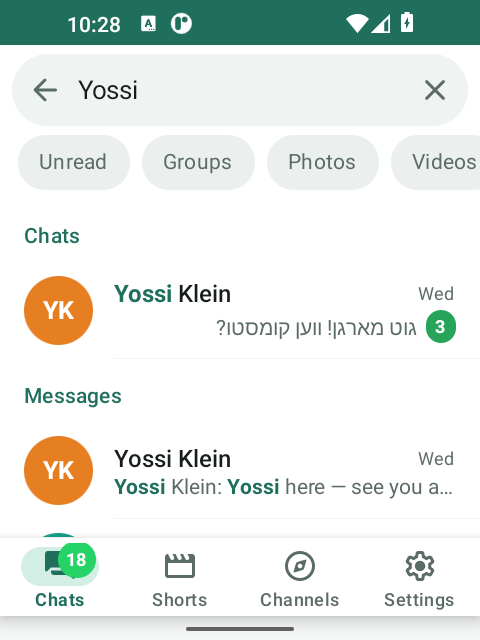 10:28
Yossi
Unread
Groups
Photos
Videos
Chats
YK
Yossi Klein
Wed
גוט מארגן! ווען קומסטו?
3
Messages
YK
Yossi Klein
Wed
Yossi Klein: Yossi here — see you a…
18
Chats
Shorts
Channels
Settings